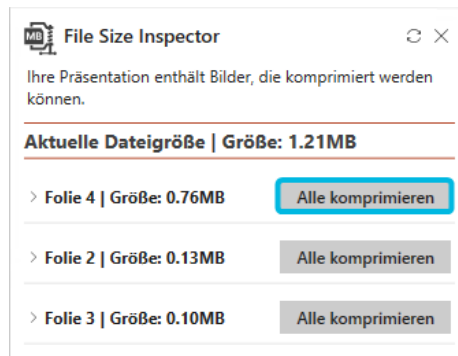 MB
File Size Inspector
Ihre Präsentation enthält Bilder, die komprimiert werden
können.
Aktuelle Dateigröße | Größe: 1.21MB
Folie 4 | Größe: 0.76MB Alle komprimieren
Folie 2 | Größe: 0.13MB Alle komprimieren
Folie 3 | Größe: 0.10MB Alle komprimieren